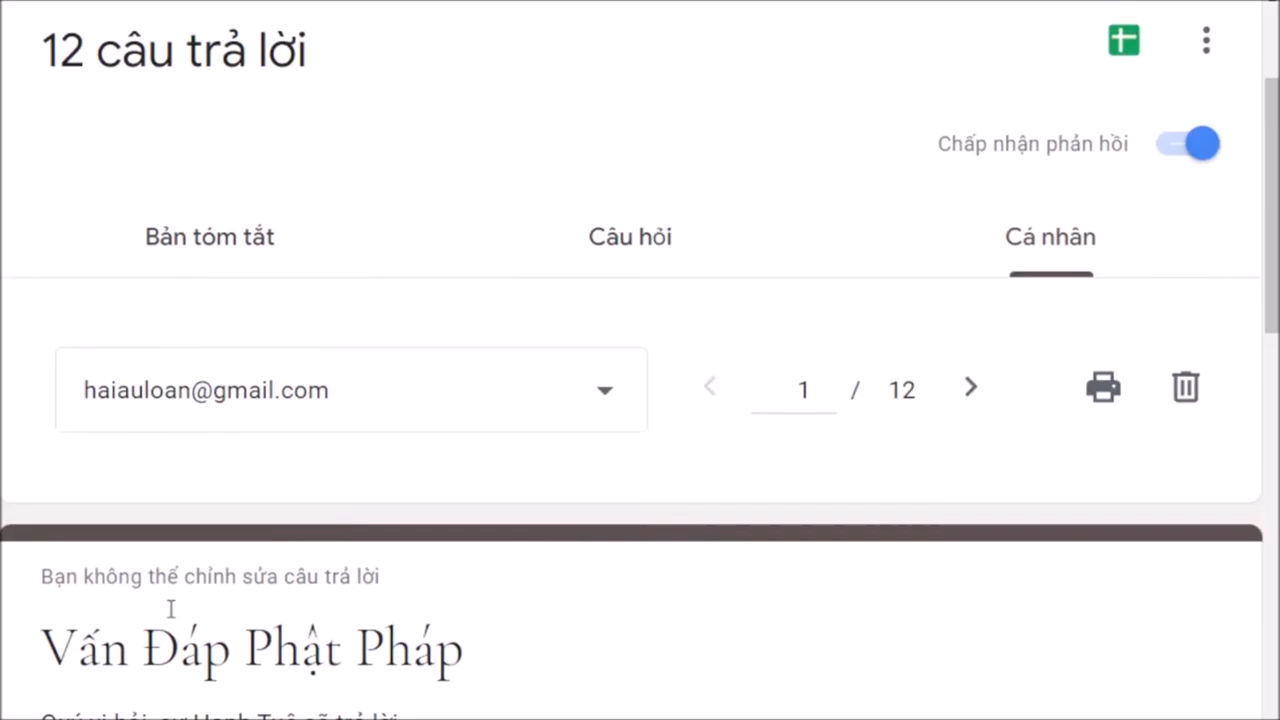 12 câu trả lời
Chấp nhận phản hồi
Bản tóm tắt
Câu hỏi
Cá nhân
haiauloan@gmail.com
1 / 12
Bạn không thể chỉnh sửa câu trả lời
Vấn Đáp Phật Pháp